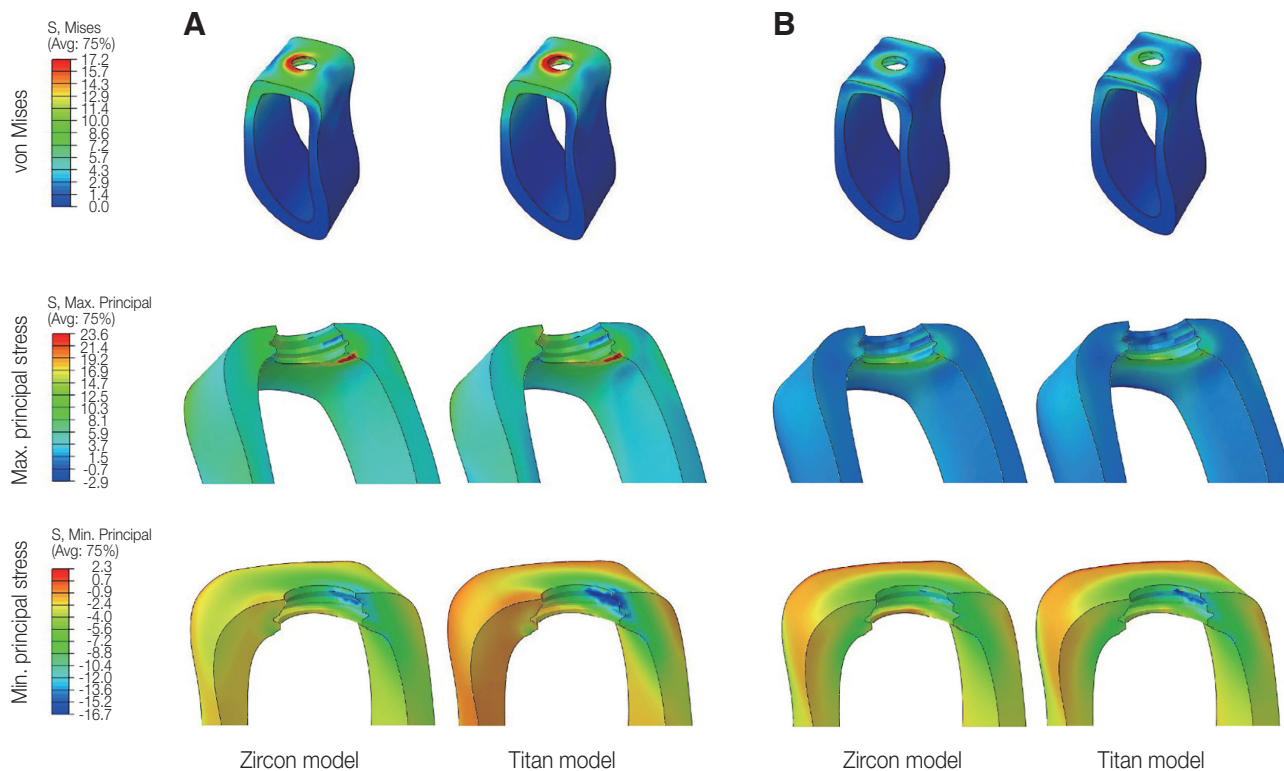 A
B
von Mises
S, Mises
(Avg: 75%)
17.2
15.7
14.3
12.9
11.4
10.0
8.6
7.2
5.7
4.3
2.9
1.4
0.0
Max. principal stress
S, Max. Principal
(Avg: 75%)
23.6
21.4
19.2
16.9
14.7
12.5
10.3
8.1
5.9
3.7
1.5
-0.7
-2.9
Min. principal stress
S, Min. Principal
(Avg: 75%)
2.3
0.7
-0.9
-2.4
-4.0
-5.6
-7.2
-8.8
-10.4
-12.0
-13.6
-15.2
-16.7
Zircon model
Titan model
Zircon model
Titan model